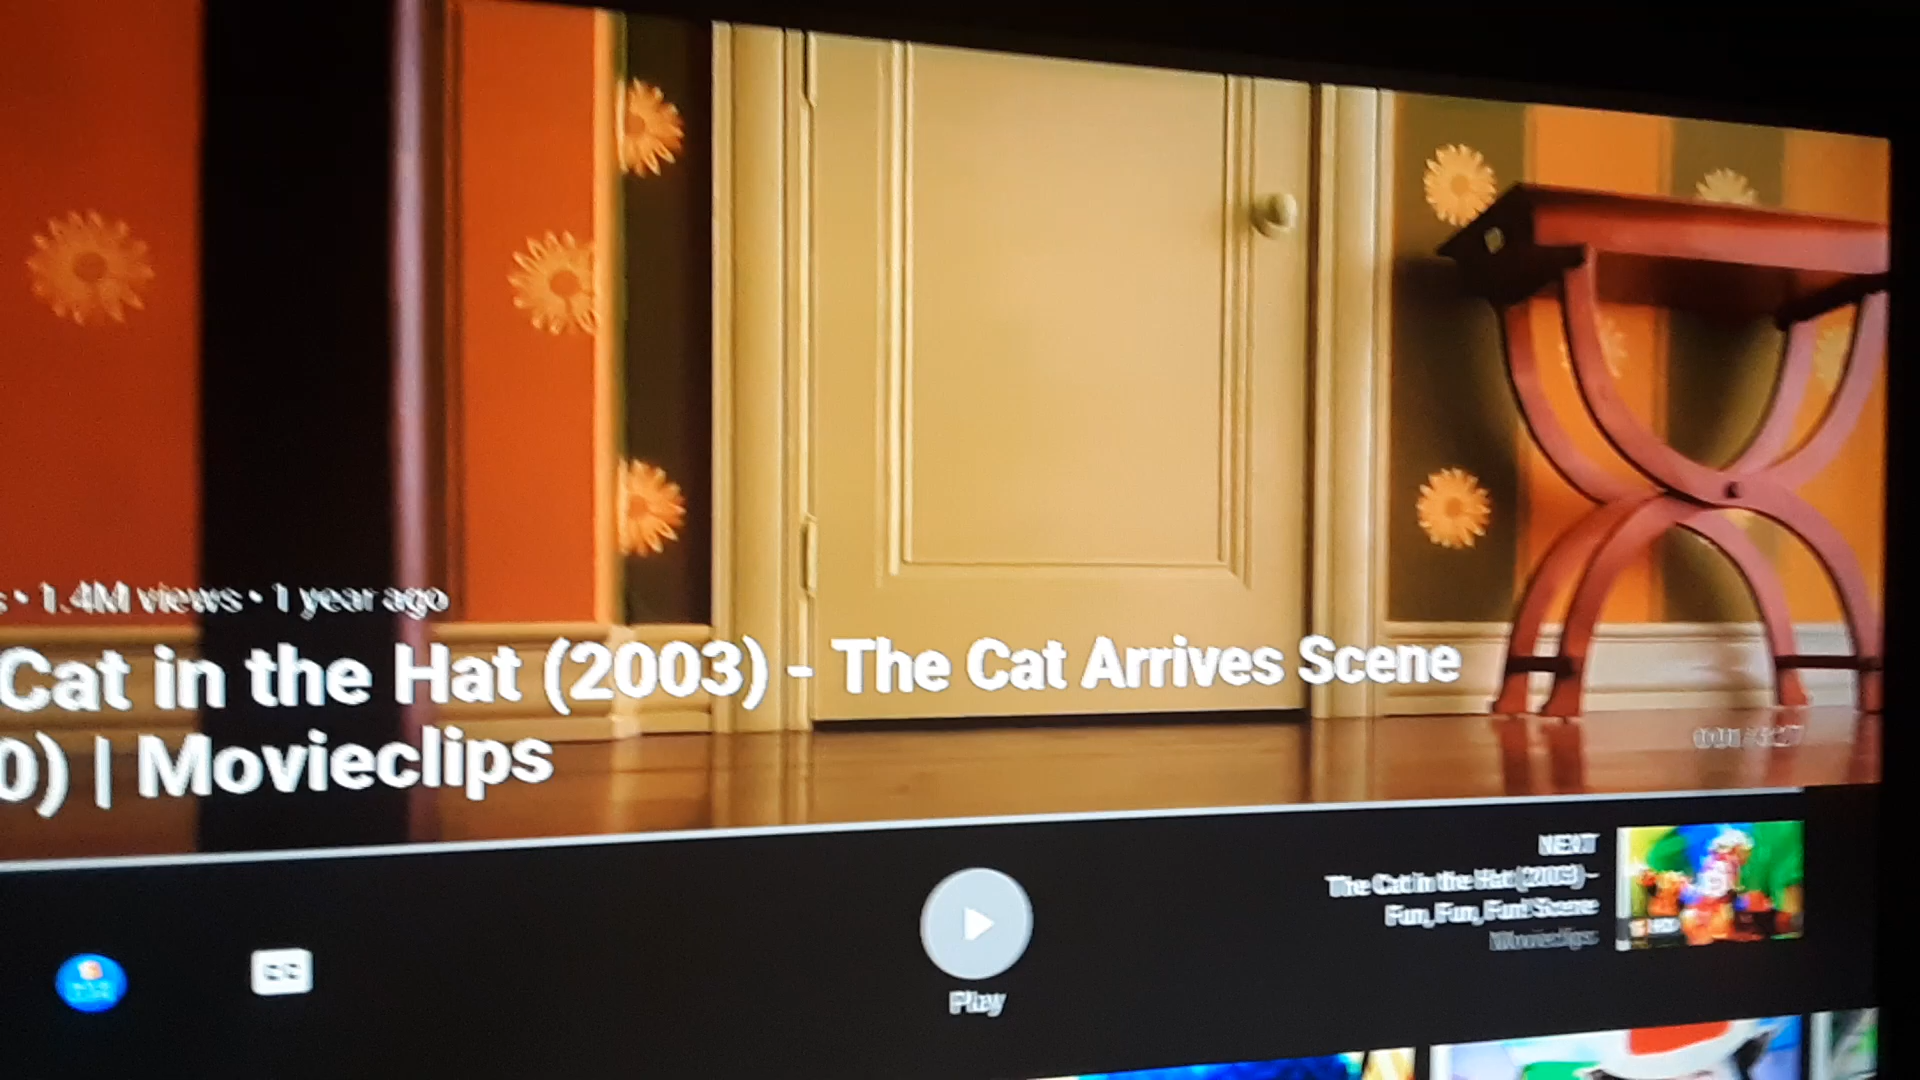 • 1.4M views • 1 year ago
Cat in the Hat (2003) - The Cat Arrives Scene
0) | Movieclips
NEXT
The Cat in the Hat (2003) -
Fun, Fun, Fun! Scene
Movieclips
CC
Play